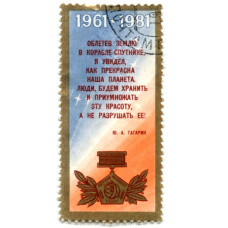 1961-1981
ОБЛЕТЕВ ЗЕМЛЮ
В КОРАБЛЕ-СПУТНИКЕ,
Я УВИДЕЛ,
КАК ПРЕКРАСНА
НАША ПЛАНЕТА.
ЛЮДИ, БУДЕМ ХРАНИТЬ
И ПРИУМНОЖАТЬ
ЭТУ КРАСОТУ,
А НЕ РАЗРУШАТЬ ЕЕ!
Ю. А. ГАГАРИН